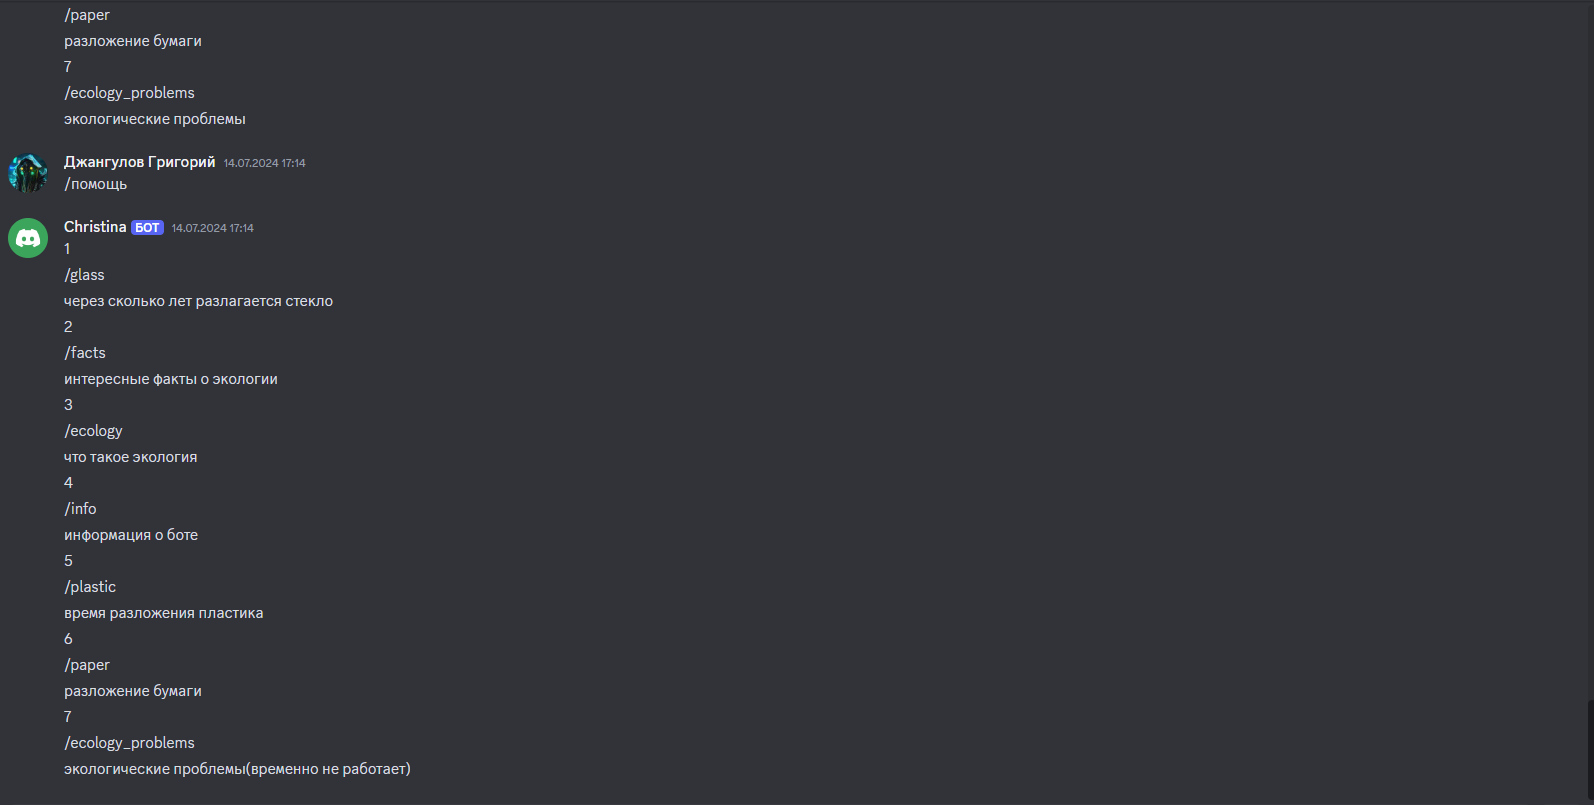 /paper
разложение бумаги
7
/ecology_problems
экологические проблемы
Джангулов Григорий 14.07.2024 17:14
/помощь
Christina БОТ 14.07.2024 17:14
1
/glass
через сколько лет разлагается стекло
2
/facts
интересные факты о экологии
3
/ecology
что такое экология
4
/info
информация о боте
5
/plastic
время разложения пластика
6
/paper
разложение бумаги
7
/ecology_problems
экологические проблемы(временно не работает)